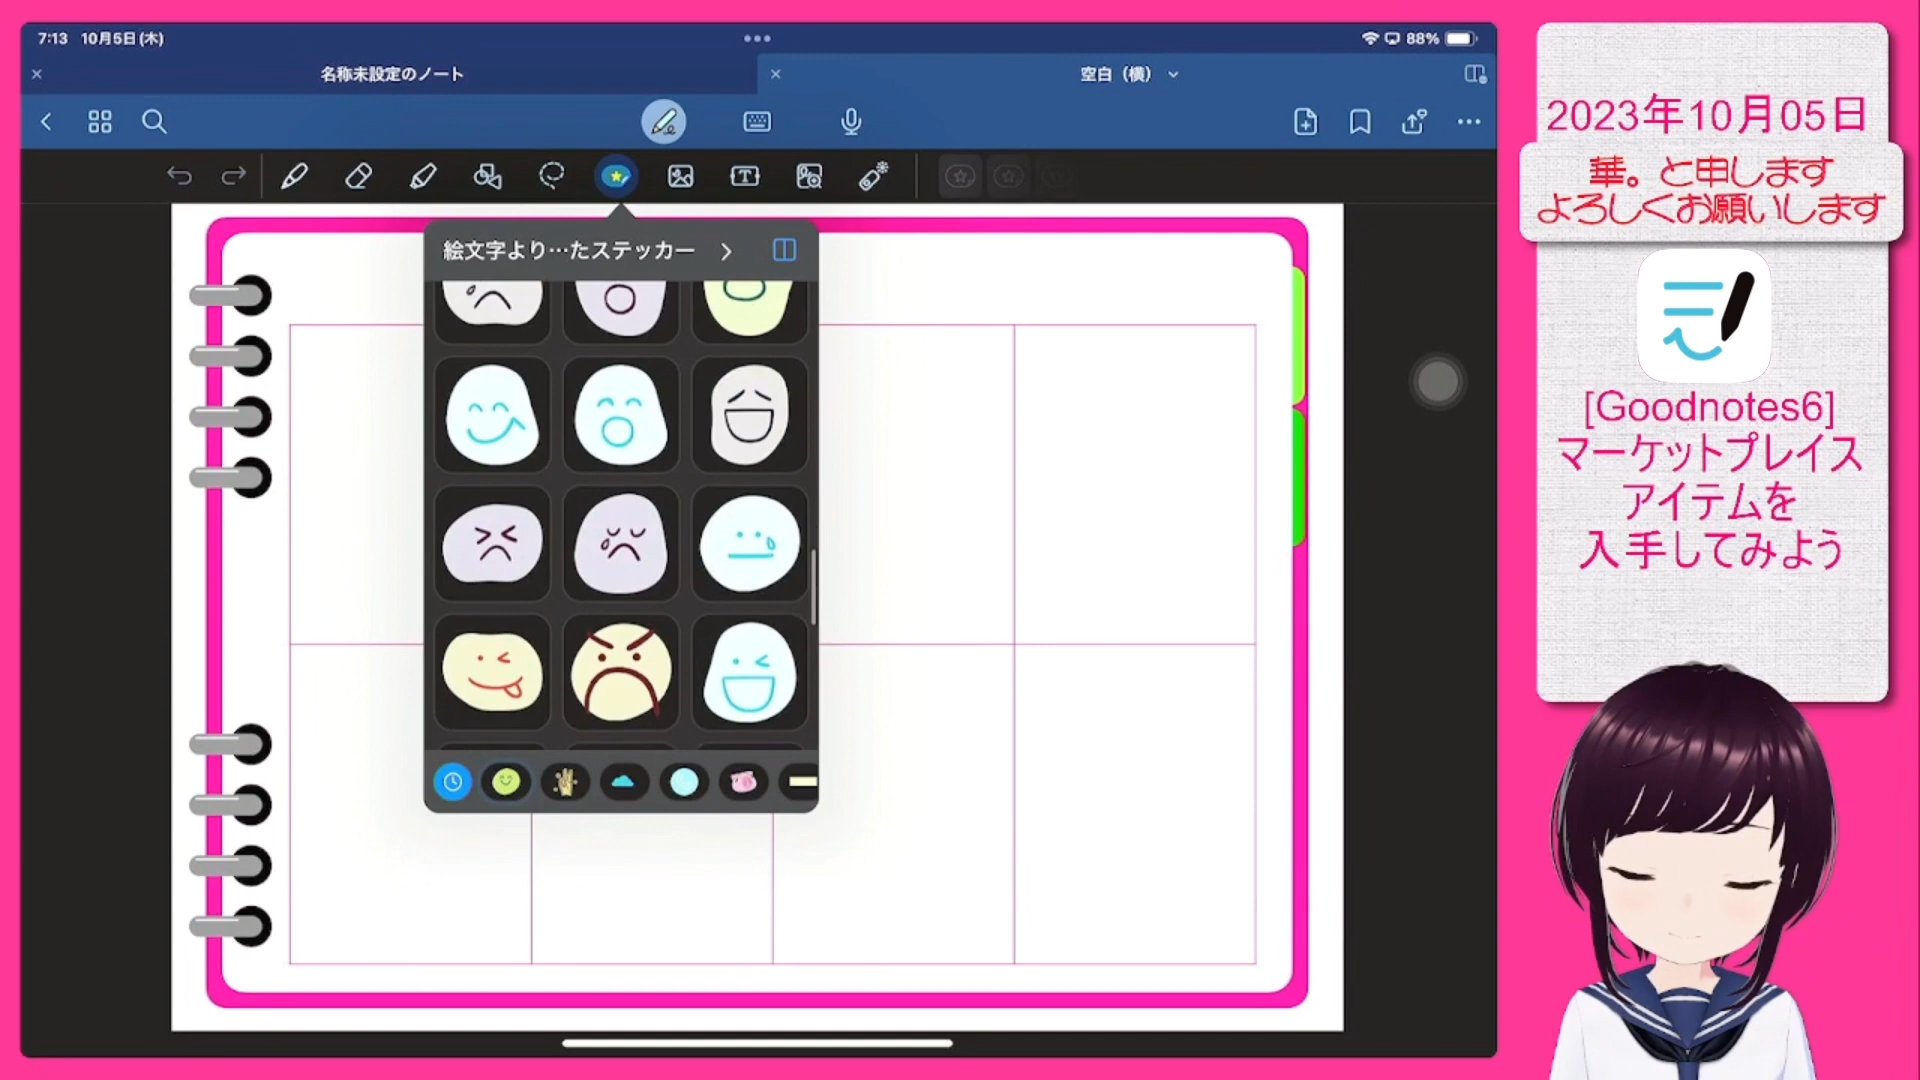 7:13 10月5日(木)
88%
名称未設定のノート
空白（横）
絵文字より…たステッカー
2023年10月05日
華。と申します
よろしくお願いします
[Goodnotes6]
マーケットプレイス
アイテムを
入手してみよう